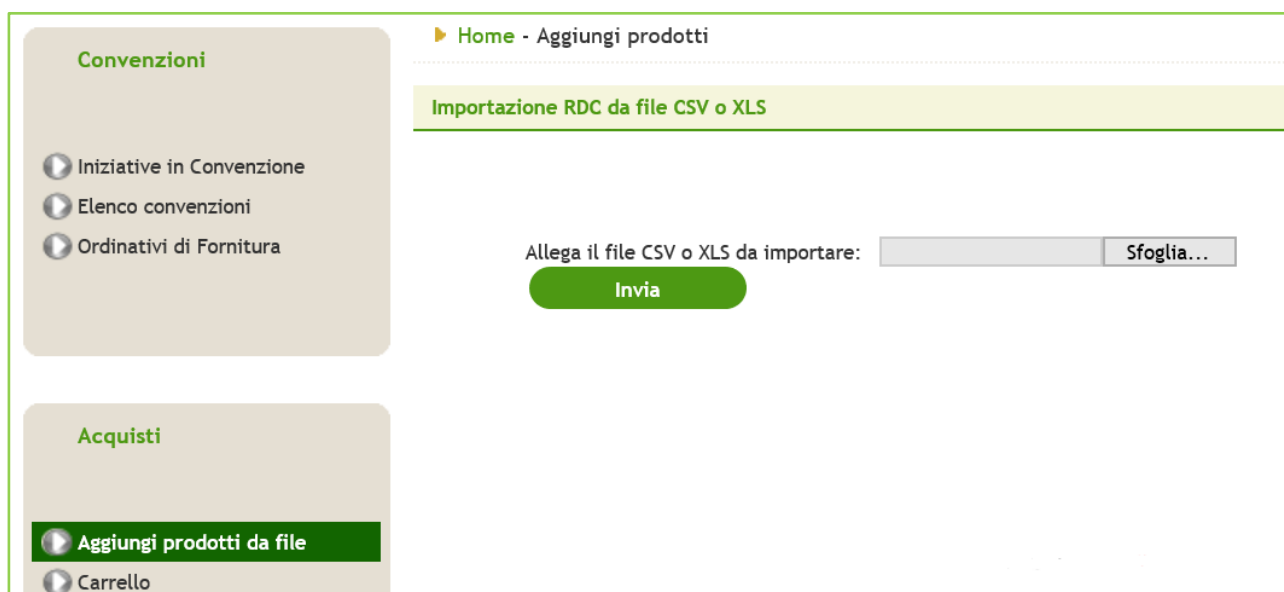 Convenzioni
Iniziative in Convenzione
Elenco convenzioni
Ordinativi di Fornitura
Acquisti
Aggiungi prodotti da file
Carrello
Home - Aggiungi prodotti
Importazione RDC da file CSV o XLS
Allega il file CSV o XLS da importare: Sfoglia...
Invia